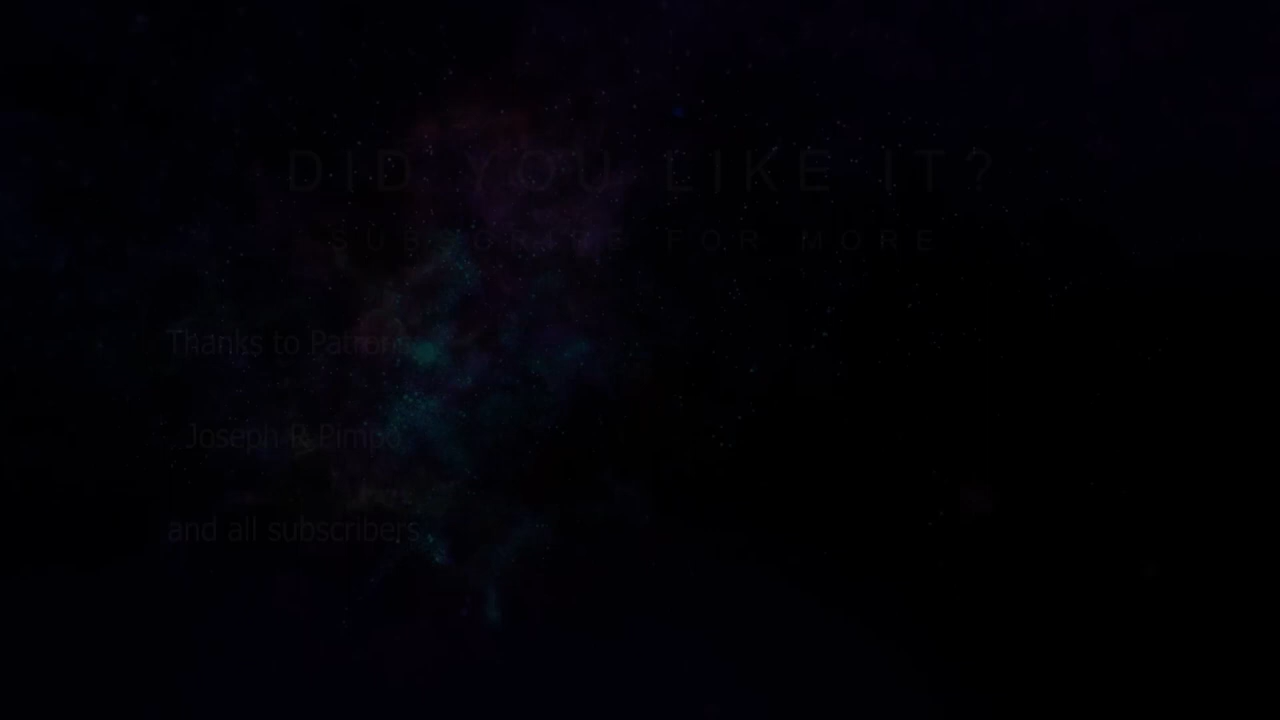 DID YOU LIKE IT?
SUBSCRIBE FOR MORE
Thanks to Patrons
Joseph R Pimpo
and all subscribers